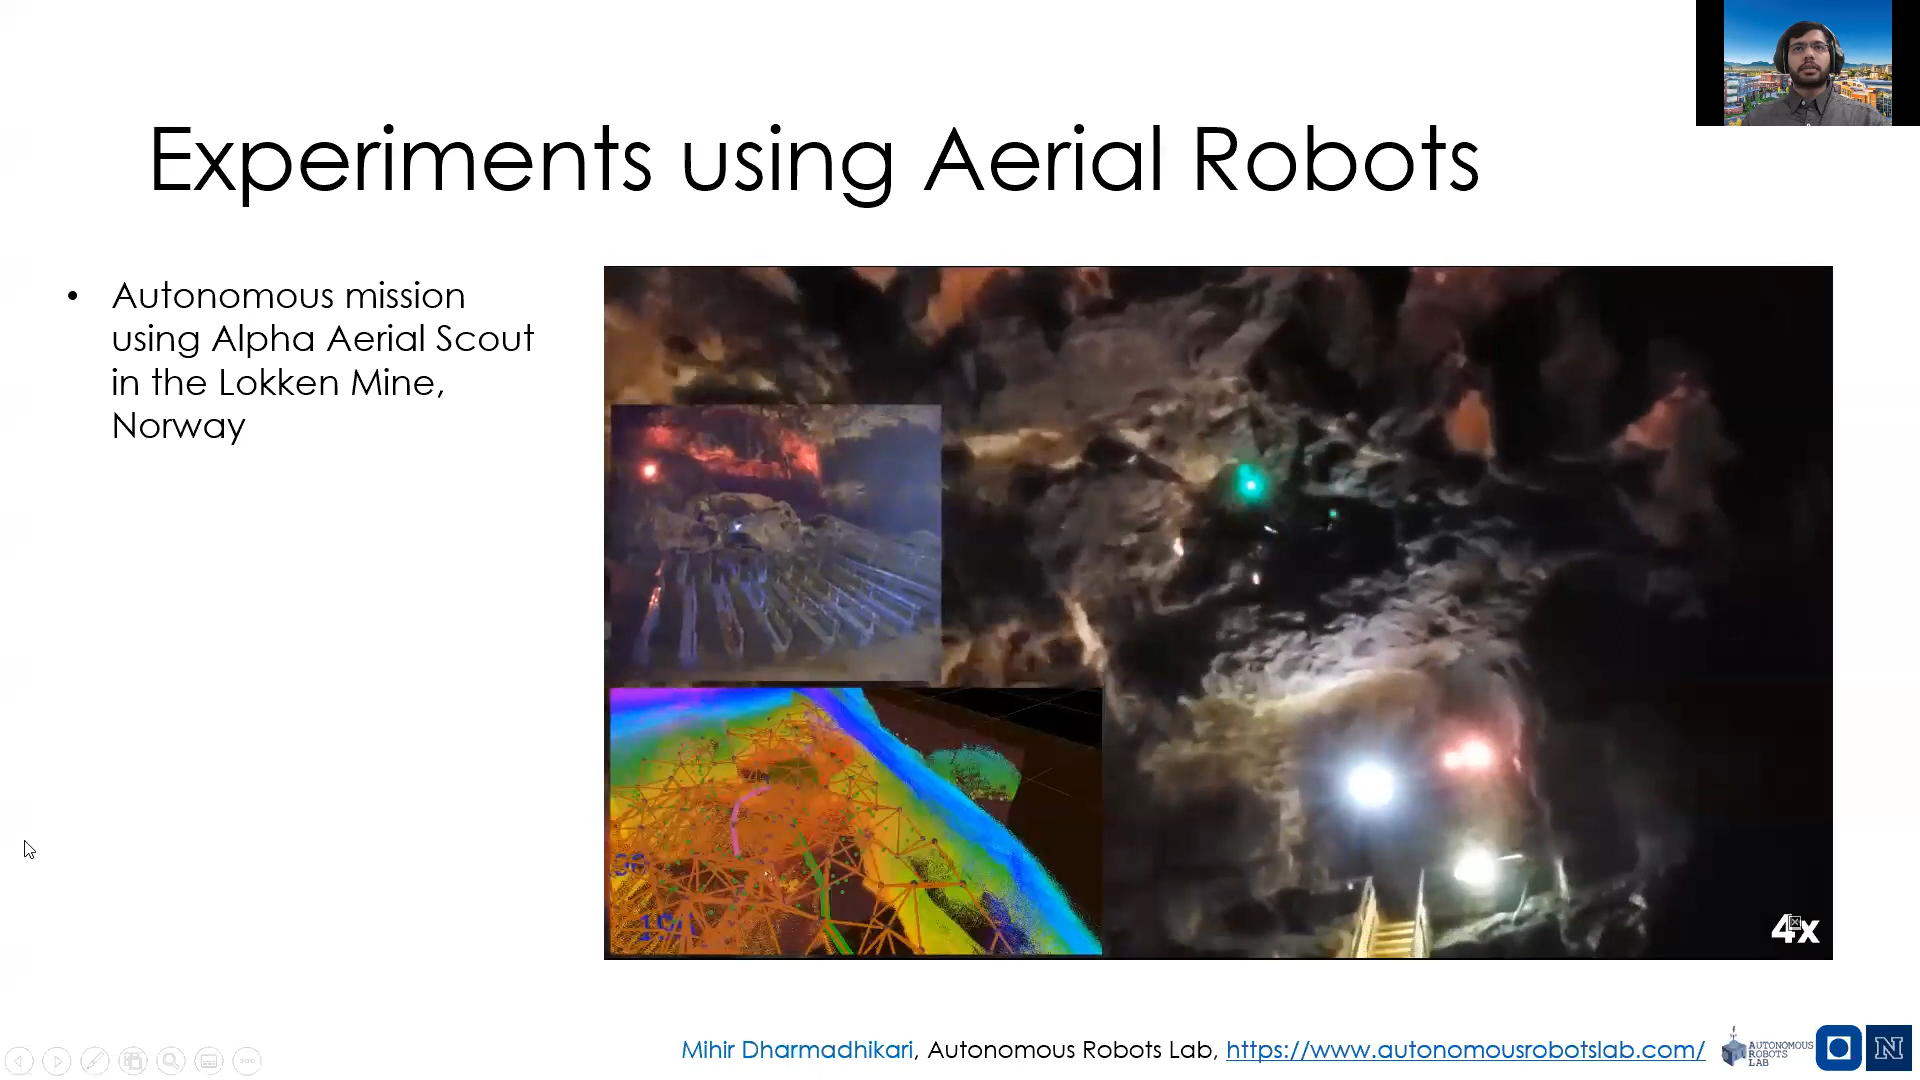 Experiments using Aerial Robots
• Autonomous mission
using Alpha Aerial Scout
in the Lokken Mine,
Norway
4x
Mihir Dharmadhikari, Autonomous Robots Lab, https://www.autonomousrobotslab.com/
AUTONOMOUS
ROBOTS
LAB
N